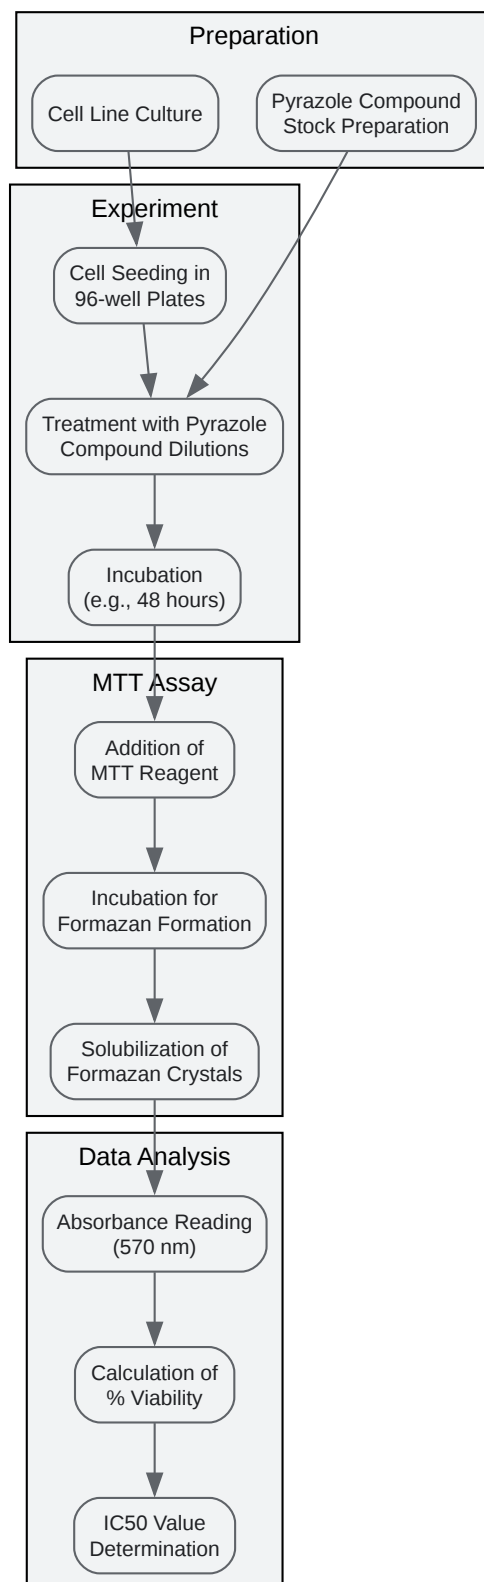 Preparation
Cell Line Culture
Pyrazole Compound
Stock Preparation
Experiment
Cell Seeding in
96-well Plates
Treatment with Pyrazole
Compound Dilutions
Incubation
(e.g., 48 hours)
MTT Assay
Addition of
MTT Reagent
Incubation for
Formazan Formation
Solubilization of
Formazan Crystals
Data Analysis
Absorbance Reading
(570 nm)
Calculation of
% Viability
IC50 Value
Determination